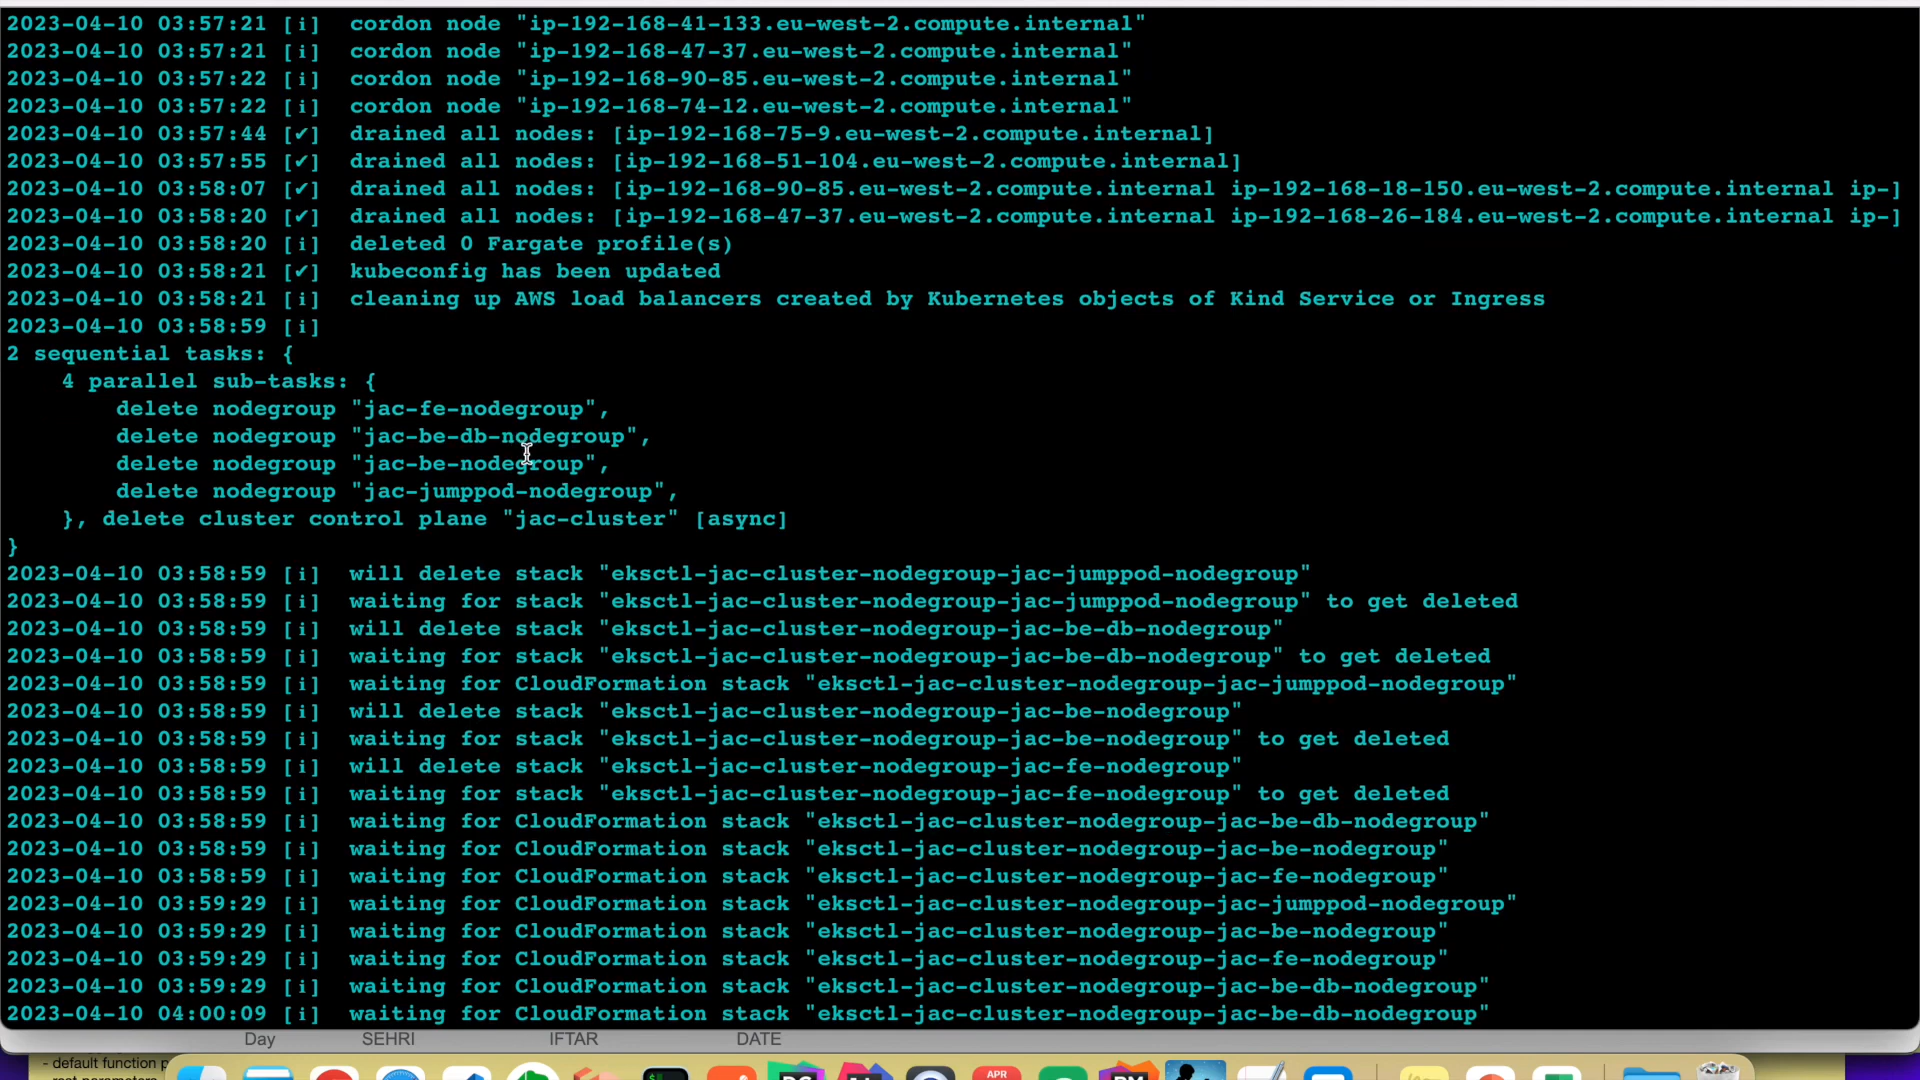 2023-04-10 03:57:21 [ℹ]  cordon node "ip-192-168-41-133.eu-west-2.compute.internal"
2023-04-10 03:57:21 [ℹ]  cordon node "ip-192-168-47-37.eu-west-2.compute.internal"
2023-04-10 03:57:22 [ℹ]  cordon node "ip-192-168-90-85.eu-west-2.compute.internal"
2023-04-10 03:57:22 [ℹ]  cordon node "ip-192-168-74-12.eu-west-2.compute.internal"
2023-04-10 03:57:44 [✔]  drained all nodes: [ip-192-168-75-9.eu-west-2.compute.internal]
2023-04-10 03:57:55 [✔]  drained all nodes: [ip-192-168-51-104.eu-west-2.compute.internal]
2023-04-10 03:58:07 [✔]  drained all nodes: [ip-192-168-90-85.eu-west-2.compute.internal ip-192-168-18-150.eu-west-2.compute.internal ip-]
2023-04-10 03:58:20 [✔]  drained all nodes: [ip-192-168-47-37.eu-west-2.compute.internal ip-192-168-26-184.eu-west-2.compute.internal ip-]
2023-04-10 03:58:20 [ℹ]  deleted 0 Fargate profile(s)
2023-04-10 03:58:21 [✔]  kubeconfig has been updated
2023-04-10 03:58:21 [ℹ]  cleaning up AWS load balancers created by Kubernetes objects of Kind Service or Ingress
2023-04-10 03:58:59 [ℹ]
2 sequential tasks: {
    4 parallel sub-tasks: {
        delete nodegroup "jac-fe-nodegroup",
        delete nodegroup "jac-be-db-nodegroup",
        delete nodegroup "jac-be-nodegroup",
        delete nodegroup "jac-jumppod-nodegroup",
    }, delete cluster control plane "jac-cluster" [async]
}
2023-04-10 03:58:59 [ℹ]  will delete stack "eksctl-jac-cluster-nodegroup-jac-jumppod-nodegroup"
2023-04-10 03:58:59 [ℹ]  waiting for stack "eksctl-jac-cluster-nodegroup-jac-jumppod-nodegroup" to get deleted
2023-04-10 03:58:59 [ℹ]  will delete stack "eksctl-jac-cluster-nodegroup-jac-be-db-nodegroup"
2023-04-10 03:58:59 [ℹ]  waiting for stack "eksctl-jac-cluster-nodegroup-jac-be-db-nodegroup" to get deleted
2023-04-10 03:58:59 [ℹ]  waiting for CloudFormation stack "eksctl-jac-cluster-nodegroup-jac-jumppod-nodegroup"
2023-04-10 03:58:59 [ℹ]  will delete stack "eksctl-jac-cluster-nodegroup-jac-be-nodegroup"
2023-04-10 03:58:59 [ℹ]  waiting for stack "eksctl-jac-cluster-nodegroup-jac-be-nodegroup" to get deleted
2023-04-10 03:58:59 [ℹ]  will delete stack "eksctl-jac-cluster-nodegroup-jac-fe-nodegroup"
2023-04-10 03:58:59 [ℹ]  waiting for stack "eksctl-jac-cluster-nodegroup-jac-fe-nodegroup" to get deleted
2023-04-10 03:58:59 [ℹ]  waiting for CloudFormation stack "eksctl-jac-cluster-nodegroup-jac-be-db-nodegroup"
2023-04-10 03:58:59 [ℹ]  waiting for CloudFormation stack "eksctl-jac-cluster-nodegroup-jac-be-nodegroup"
2023-04-10 03:58:59 [ℹ]  waiting for CloudFormation stack "eksctl-jac-cluster-nodegroup-jac-fe-nodegroup"
2023-04-10 03:59:29 [ℹ]  waiting for CloudFormation stack "eksctl-jac-cluster-nodegroup-jac-jumppod-nodegroup"
2023-04-10 03:59:29 [ℹ]  waiting for CloudFormation stack "eksctl-jac-cluster-nodegroup-jac-be-nodegroup"
2023-04-10 03:59:29 [ℹ]  waiting for CloudFormation stack "eksctl-jac-cluster-nodegroup-jac-fe-nodegroup"
2023-04-10 03:59:29 [ℹ]  waiting for CloudFormation stack "eksctl-jac-cluster-nodegroup-jac-be-db-nodegroup"
2023-04-10 04:00:09 [ℹ]  waiting for CloudFormation stack "eksctl-jac-cluster-nodegroup-jac-be-db-nodegroup"
Day SEHRI IFTAR DATE
- default function p
APR